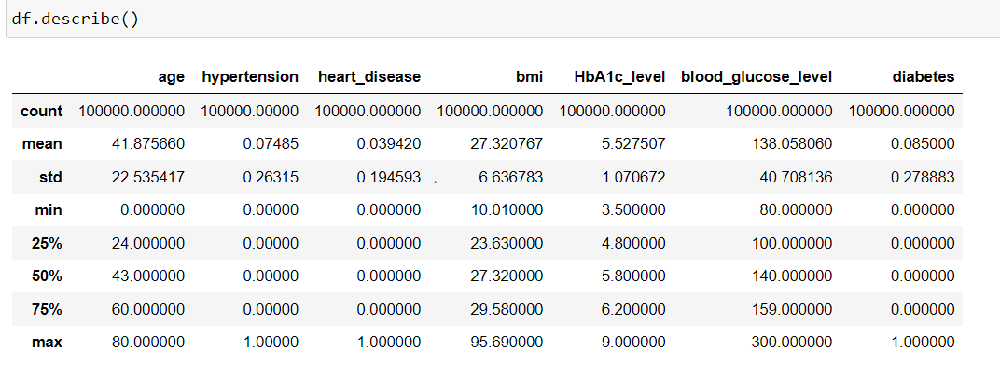 df.describe()
age hypertension heart_disease bmi HbA1c_level blood_glucose_level diabetes
count 100000.000000 100000.00000 100000.000000 100000.000000 100000.000000 100000.000000 100000.000000
mean 41.875660 0.07485 0.039420 27.320767 5.527507 138.058060 0.085000
std 22.535417 0.26315 0.194593 6.636783 1.070672 40.708136 0.278883
min 0.000000 0.00000 0.000000 10.010000 3.500000 80.000000 0.000000
25% 24.000000 0.00000 0.000000 23.630000 4.800000 100.000000 0.000000
50% 43.000000 0.00000 0.000000 27.320000 5.800000 140.000000 0.000000
75% 60.000000 0.00000 0.000000 29.580000 6.200000 159.000000 0.000000
max 80.000000 1.00000 1.000000 95.690000 9.000000 300.000000 1.000000